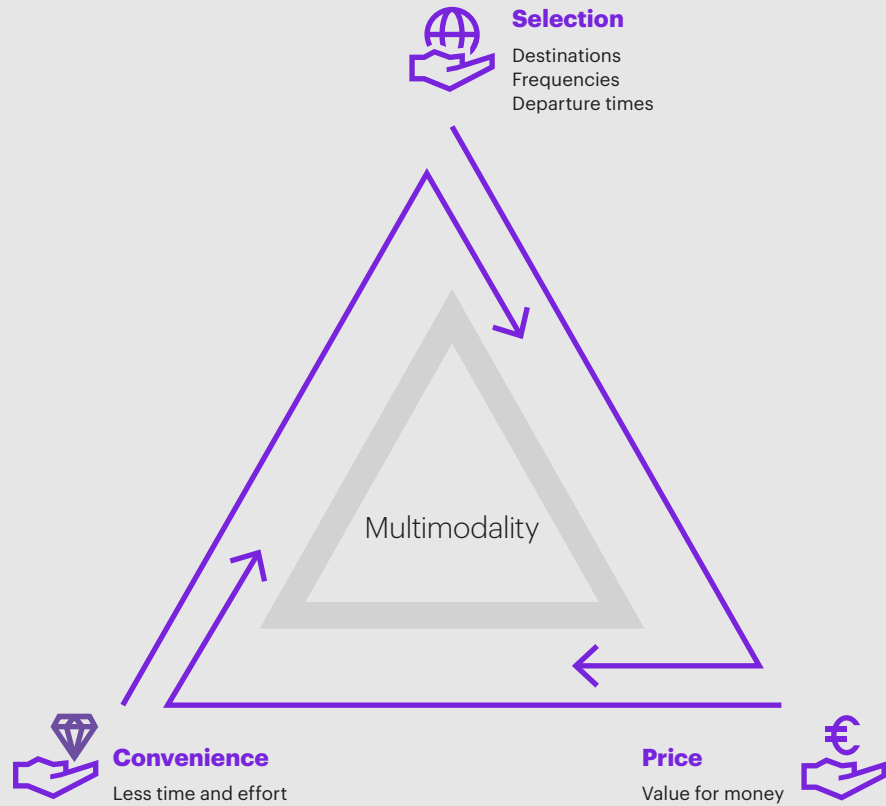 Selection
Destinations
Frequencies
Departure times
Multimodality
Convenience
Less time and effort
Price
Value for money
€